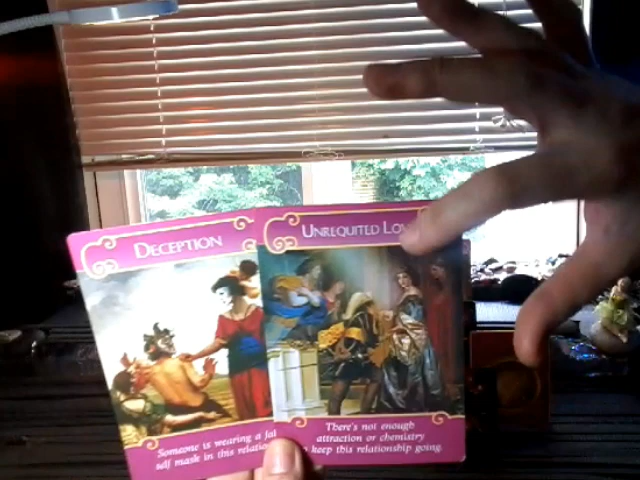 DECEPTION
Someone is wearing a fal
self mask in this relatio
UNREQUITED LOV
There's not enough
attraction or chemistry
keep this relationship going.